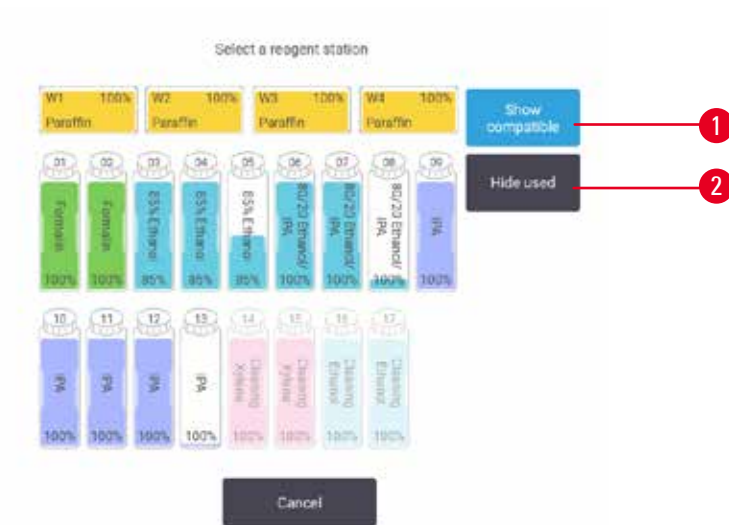 Select a reagent station
W1 100% W2 100% W3 100% W4 100%
Paraffin Paraffin Paraffin Paraffin
Show
compatible
1
01 02 03 04 05 06 07 08 09
Hide used
2
Formalin
Formalin
85% Ethanol
85% Ethanol
85% Ethanol
80/20 Ethanol/
IPA
80/20 Ethanol/
IPA
80/20 Ethanol/
IPA
IPA
100% 100% 85% 85% 85% 100% 100% 100% 100%
10 11 12 13 14 15 16 17
IPA
IPA
IPA
IPA
Cleaning
Xylene
Cleaning
Xylene
Cleaning
Ethanol
Cleaning
Ethanol
100% 100% 100% 100% 100% 100% 100% 100%
Cancel